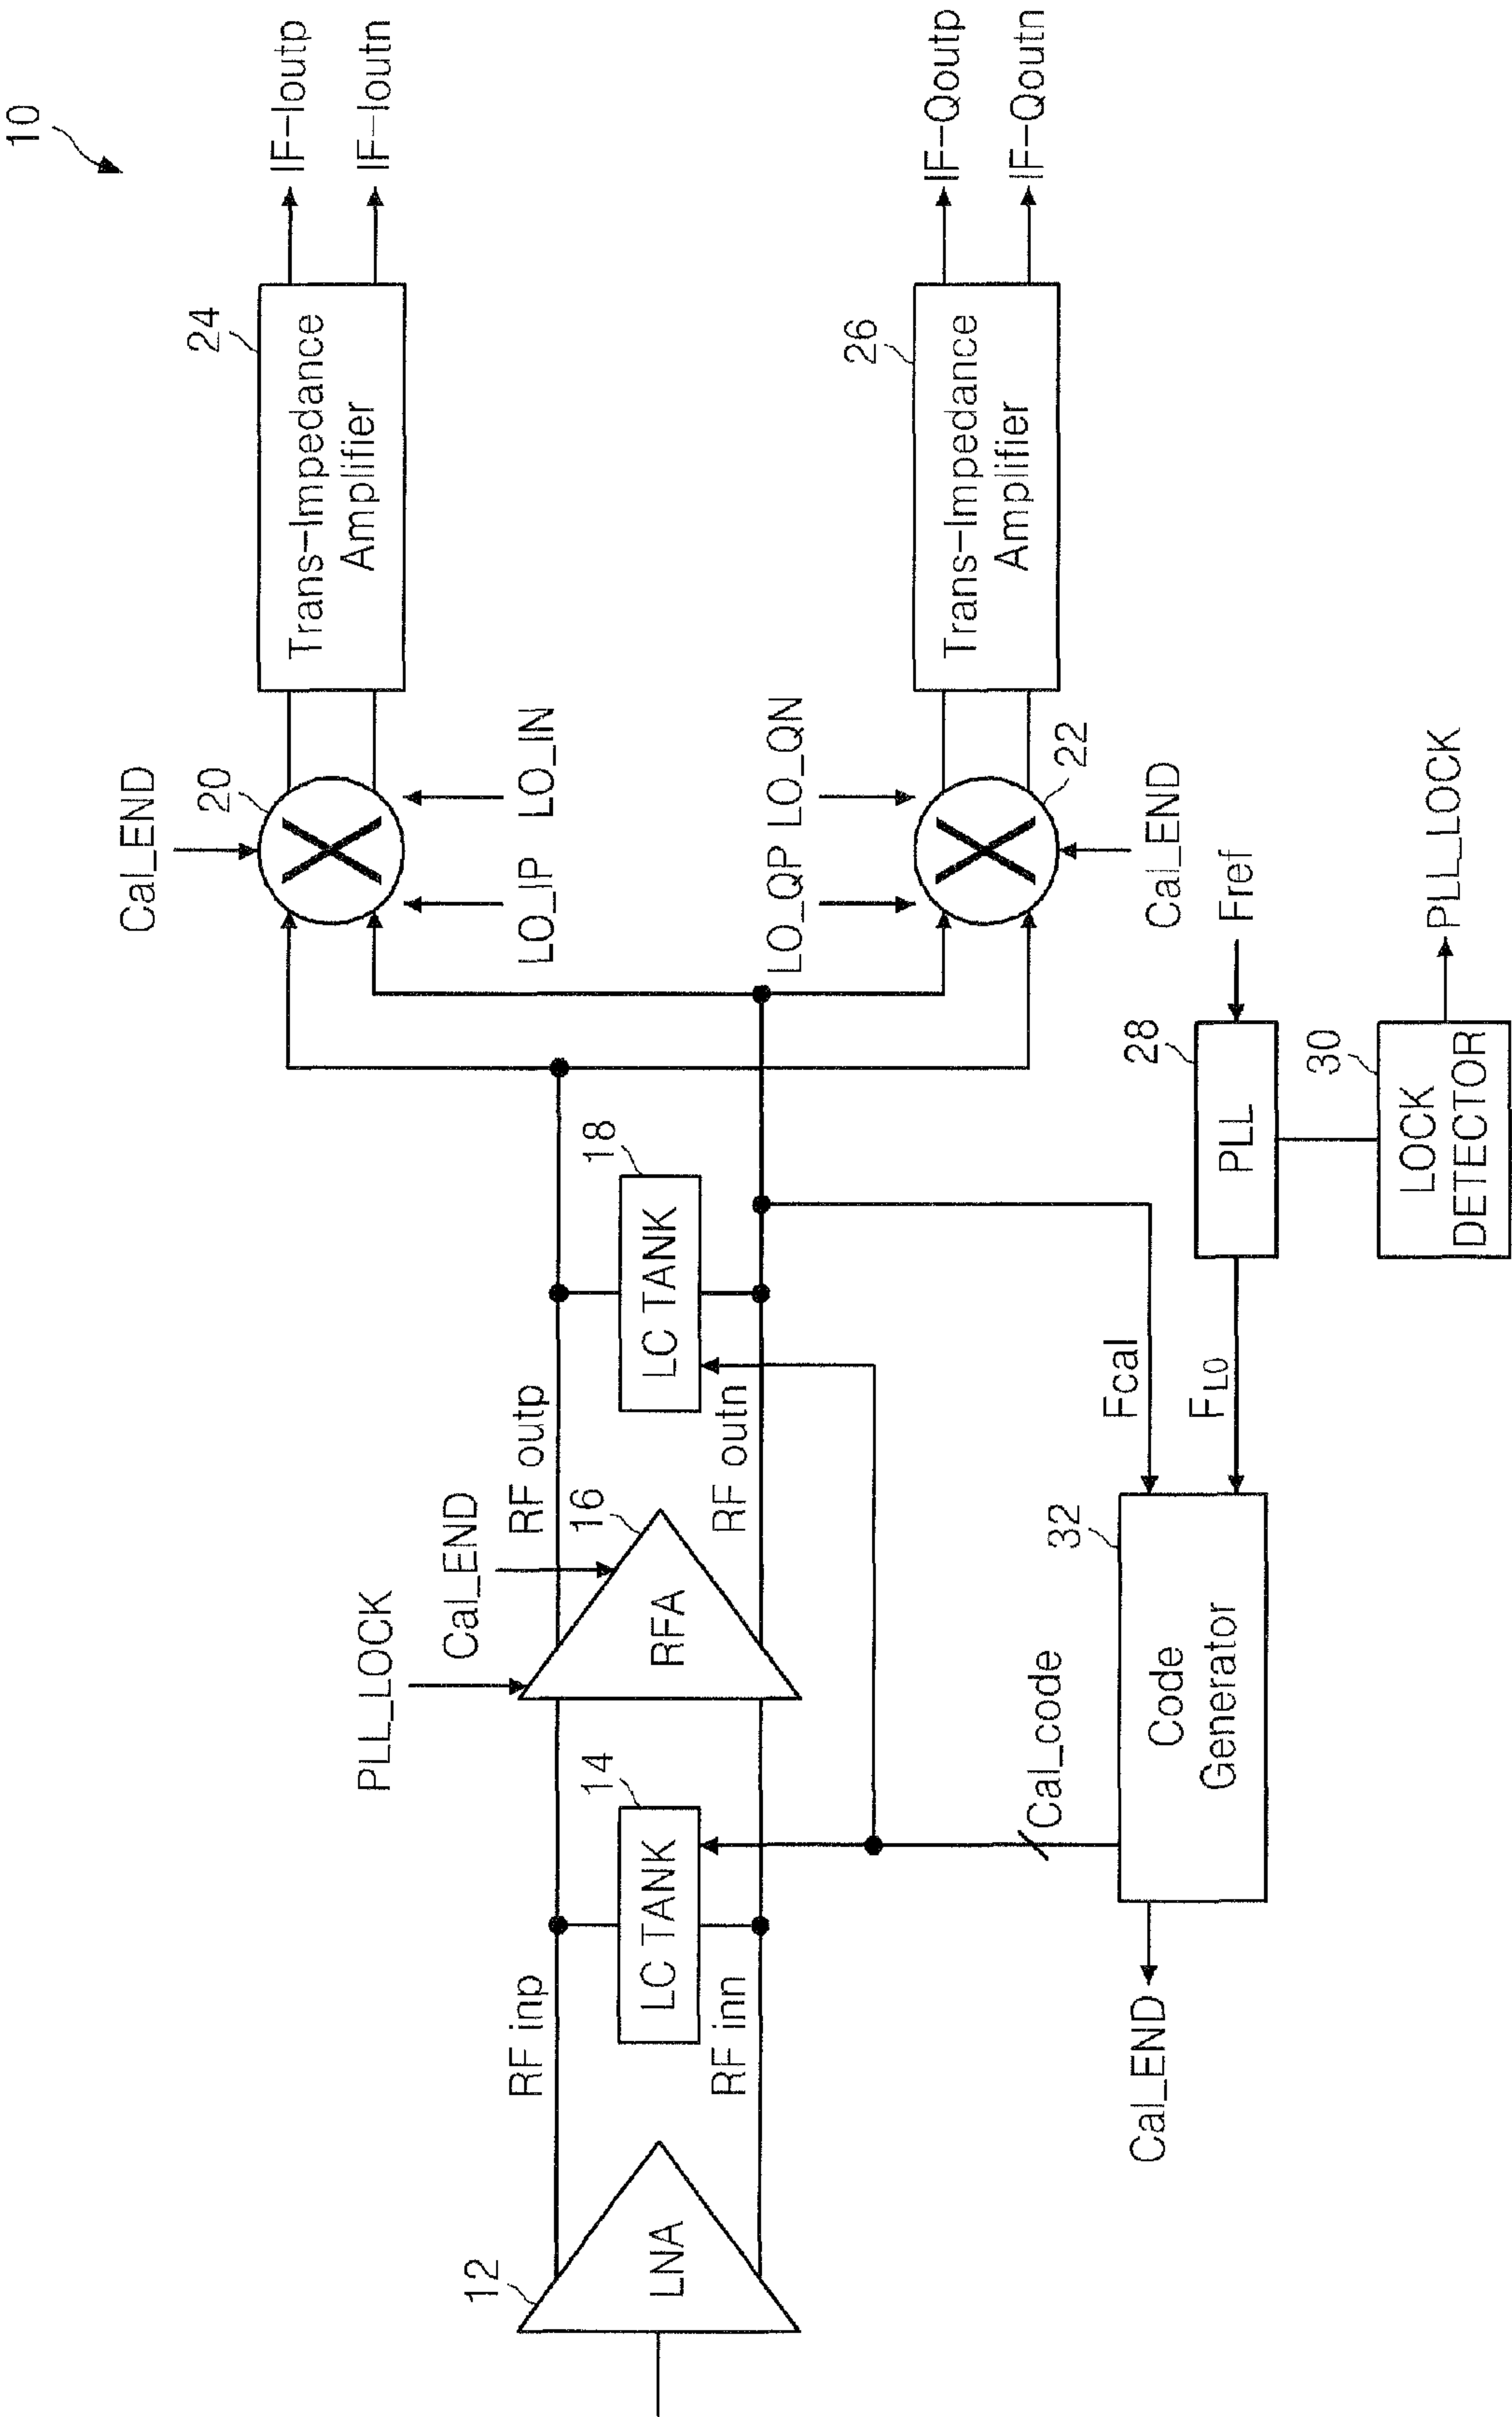 10
IF-Ioutp
IF-Ioutn
24
Trans-Impedance
Amplifier
Cal_END
20
LO_IP
LO_IN
PLL_LOCK
Cal_END
16
RFA
RF outp
RF outn
18
LC TANK
12
LNA
RF inp
RF inn
14
LC TANK
LO_QP
LO_QN
22
Cal_END
26
Trans-Impedance
Amplifier
IF-Qoutp
IF-Qoutn
Cal_code
Cal_END
32
Code
Generator
Fcal
FLO
28
PLL
Fref
30
LOCK
DETECTOR
PLL_LOCK